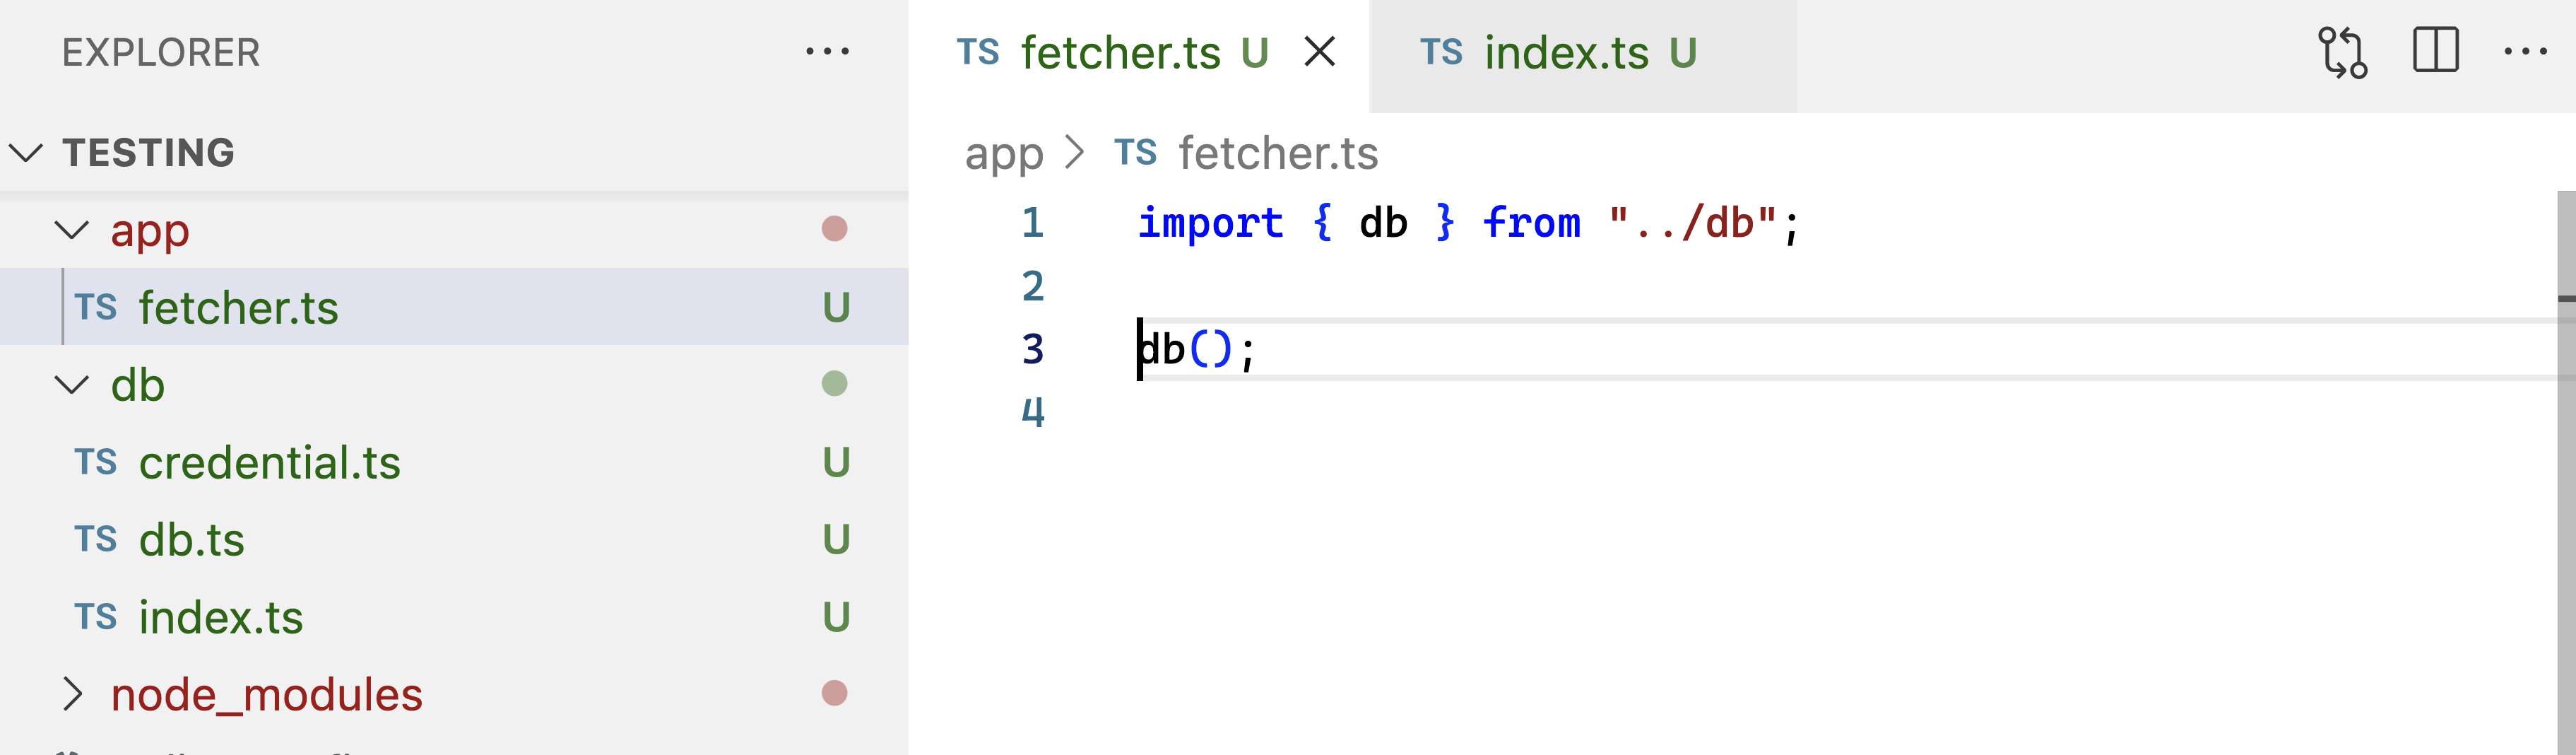 EXPLORER ...
TESTING
app
TS fetcher.ts U
db
TS credential.ts U
TS db.ts U
TS index.ts U
node_modules
TS fetcher.ts U
TS index.ts U
app > TS fetcher.ts
1 import { db } from "../db";
2
3 db();
4